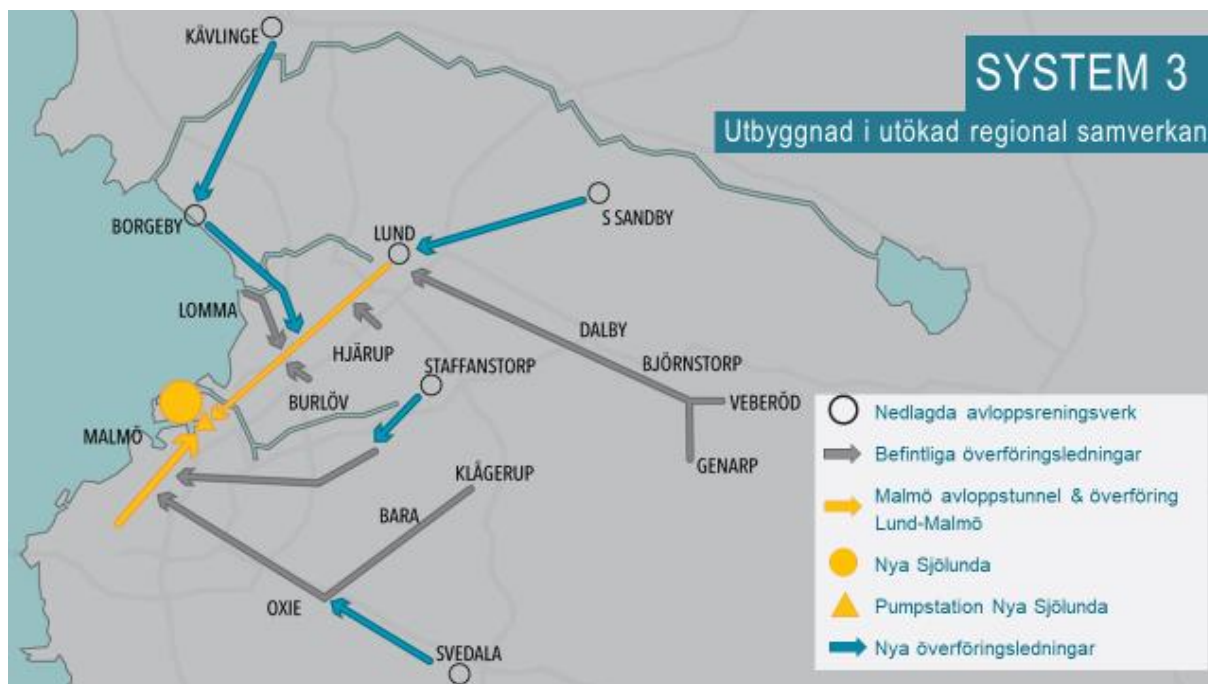 KÄVLINGE
SYSTEM 3
Utbyggnad i utökad regional samverkan
BORGEBY
S SANDBY
LUND
LOMMA
DALBY
HJÄRUP
STAFFANSTORP
BJÖRNSTORP
BURLÖV
VEBERÖD
MALMÖ
GENARP
KLÅGERUP
BARA
OXIE
SVEDALA
Nedlagda avloppsreningsverk
Befintliga överföringsledningar
Malmö avloppstunnel & överföring
Lund-Malmö
Nya Sjölunda
Pumpstation Nya Sjölunda
Nya överföringsledningar